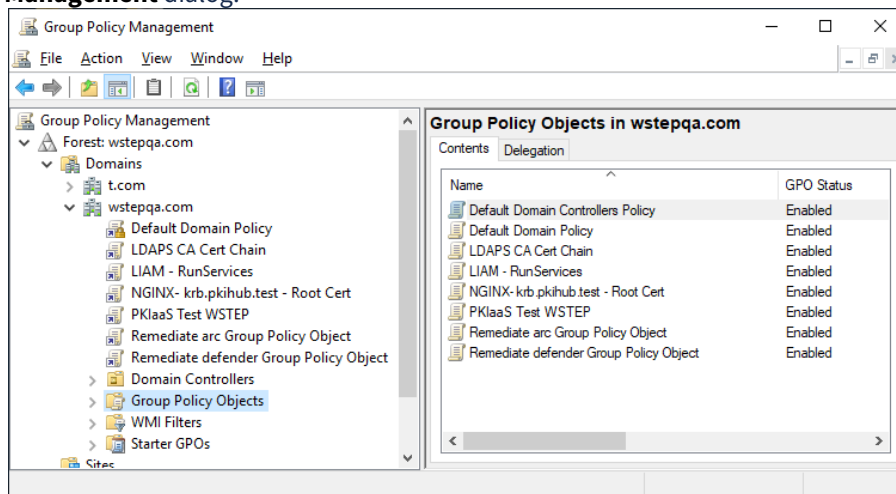 Management dialog.
Group Policy Management
File Action View Window Help
Group Policy Management
Forest: wstepqa.com
Domains
t.com
wstepqa.com
Default Domain Policy
LDAPS CA Cert Chain
LIAM - RunServices
NGINX- krb.pkihub.test - Root Cert
PKIaaS Test WSTEP
Remediate arc Group Policy Object
Remediate defender Group Policy Object
Domain Controllers
Group Policy Objects
WMI Filters
Starter GPOs
Sites
Group Policy Objects in wstepqa.com
Contents Delegation
Name GPO Status
Default Domain Controllers Policy Enabled
Default Domain Policy Enabled
LDAPS CA Cert Chain Enabled
LIAM - RunServices Enabled
NGINX- krb.pkihub.test - Root Cert Enabled
PKIaaS Test WSTEP Enabled
Remediate arc Group Policy Object Enabled
Remediate defender Group Policy Object Enabled